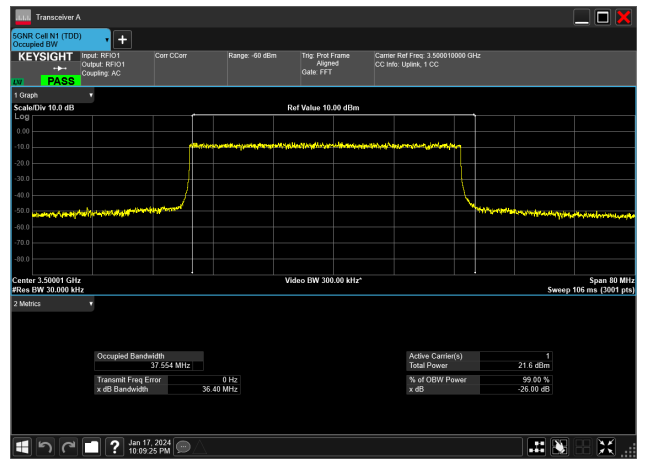 Transceiver A
5GNR Cell N1 (TDD)
Occupied BW
KEYSIGHT
Input: RFIO1
Output: RFIO1
Coupling: AC
Corr CCorr
Range: -60 dBm
Trig: Prot Frame
Aligned
Gate: FFT
Carrier Ref Freq: 3.500010000 GHz
CC Info: Uplink, 1 CC
PASS
1 Graph
Scale/Div 10.0 dB
Ref Value 10.00 dBm
Log
0.00
-10.0
-20.0
-30.0
-40.0
-50.0
-60.0
-70.0
-80.0
Center 3.50001 GHz
Video BW 300.00 kHz*
Span 80 MHz
#Res BW 30.000 kHz
Sweep 106 ms (3001 pts)
2 Metrics
Occupied Bandwidth
37.554 MHz
Transmit Freq Error 0 Hz
x dB Bandwidth 36.40 MHz
Active Carrier(s) 1
Total Power 21.6 dBm
% of OBW Power 99.00 %
x dB -26.00 dB
Jan 17, 2024
10:09:25 PM